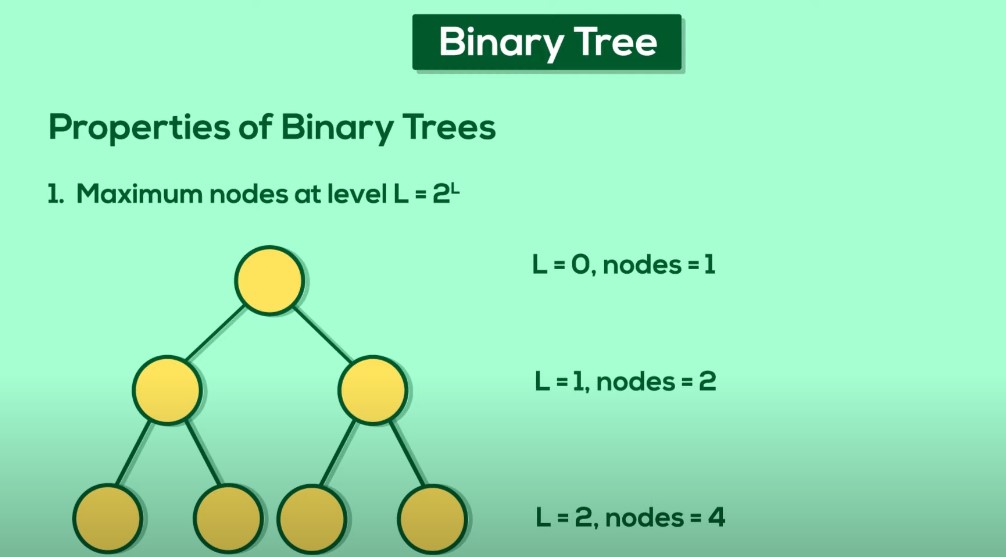 Binary Tree
Properties of Binary Trees
1. Maximum nodes at level L = 2ᴸ
L = 0, nodes = 1
L = 1, nodes = 2
L = 2, nodes = 4